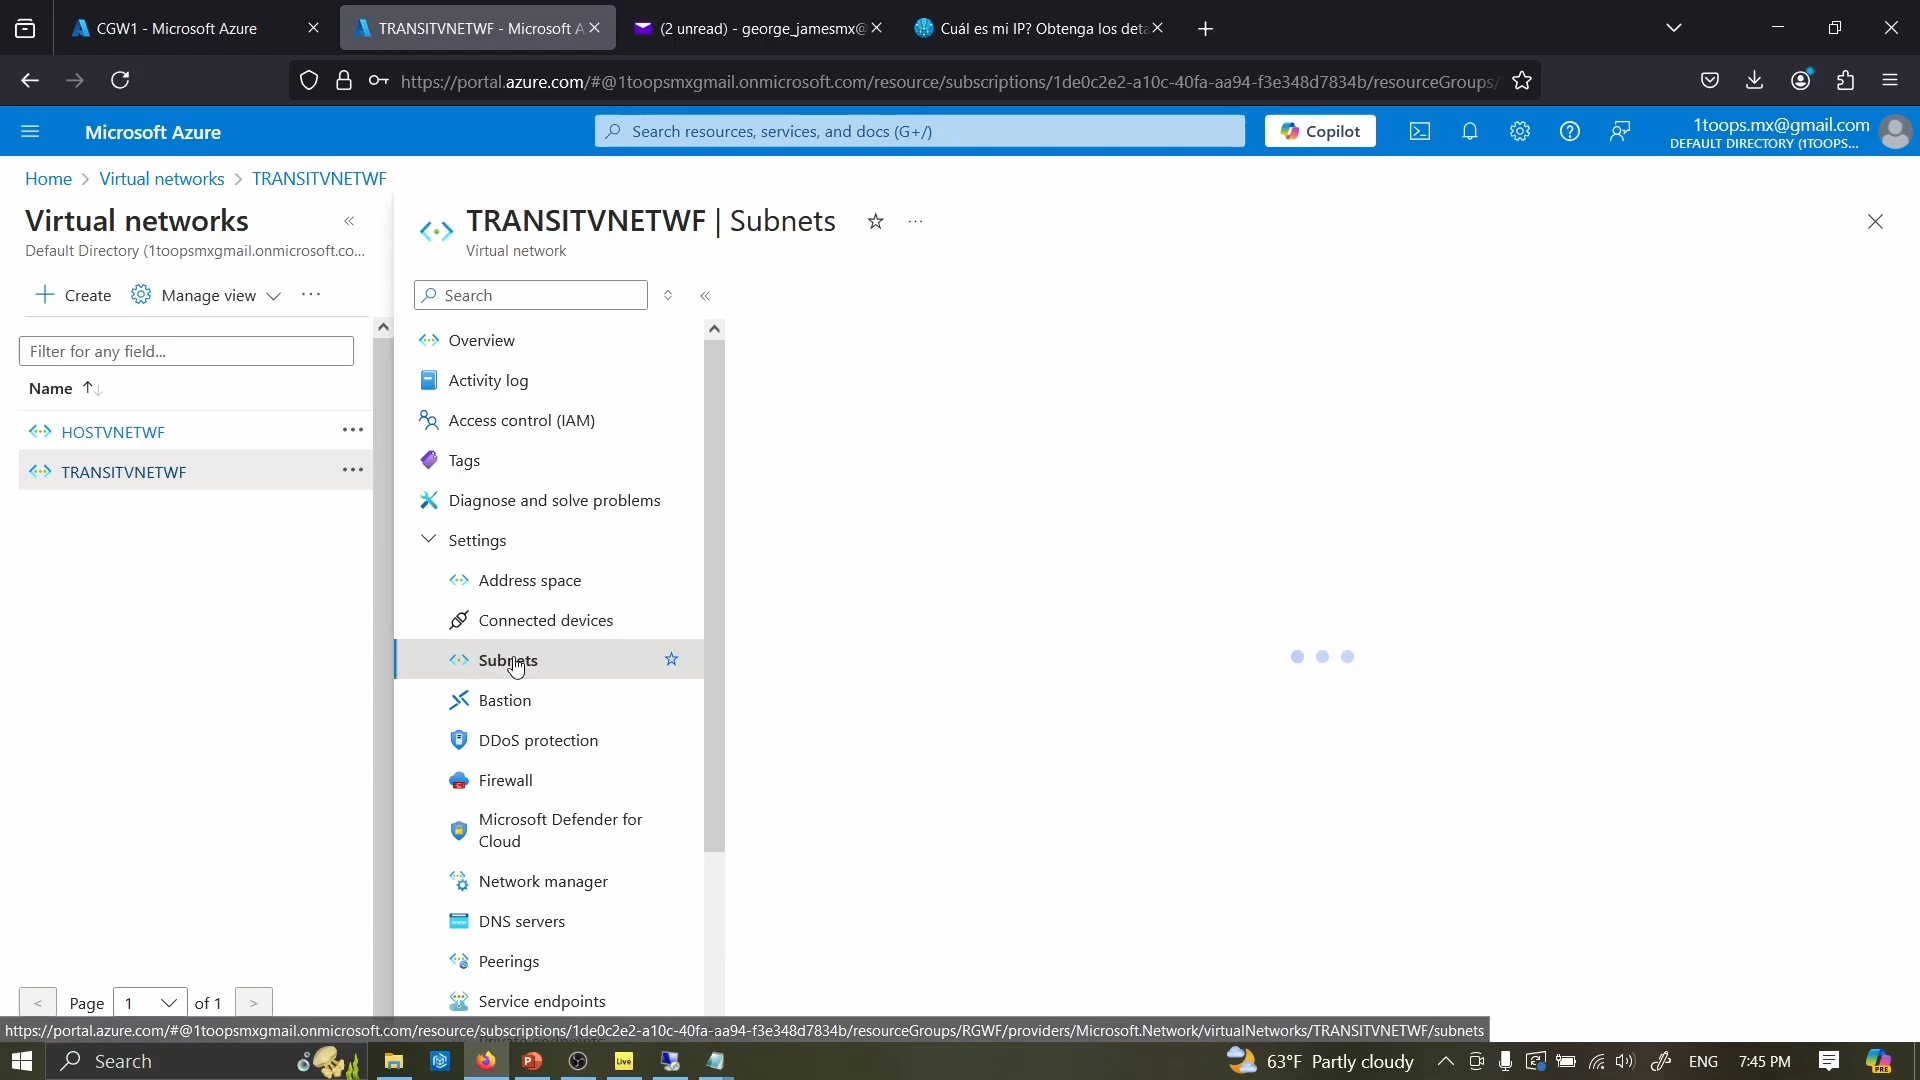 CGW1 - Microsoft Azure
TRANSITVNETWF - Microsoft A
(2 unread) - george_jamesmx@
Cuál es mi IP? Obtenga los deta
https://portal.azure.com/#@1toopsmxgmail.onmicrosoft.com/resource/subscriptions/1de0c2e2-a10c-40fa-aa94-f3e348d7834b/resourceGroups/
Microsoft Azure
Search resources, services, and docs (G+/)
Copilot
1toops.mx@gmail.com
DEFAULT DIRECTORY (1TOOPS...
Home > Virtual networks > TRANSITVNETWF
Virtual networks
Default Directory (1toopsmxgmail.onmicrosoft.co...
Create
Manage view
Filter for any field...
Name
HOSTVNETWF
TRANSITVNETWF
Page 1 of 1
TRANSITVNETWF | Subnets
Virtual network
Search
Overview
Activity log
Access control (IAM)
Tags
Diagnose and solve problems
Settings
Address space
Connected devices
Subnets
Bastion
DDoS protection
Firewall
Microsoft Defender for
Cloud
Network manager
DNS servers
Peerings
Service endpoints
Private endpoints
https://portal.azure.com/#@1toopsmxgmail.onmicrosoft.com/resource/subscriptions/1de0c2e2-a10c-40fa-aa94-f3e348d7834b/resourceGroups/RGWF/providers/Microsoft.Network/virtualNetworks/TRANSITVNETWF/subnets
Search
Live
63°F Partly cloudy
ENG
7:45 PM
PRE